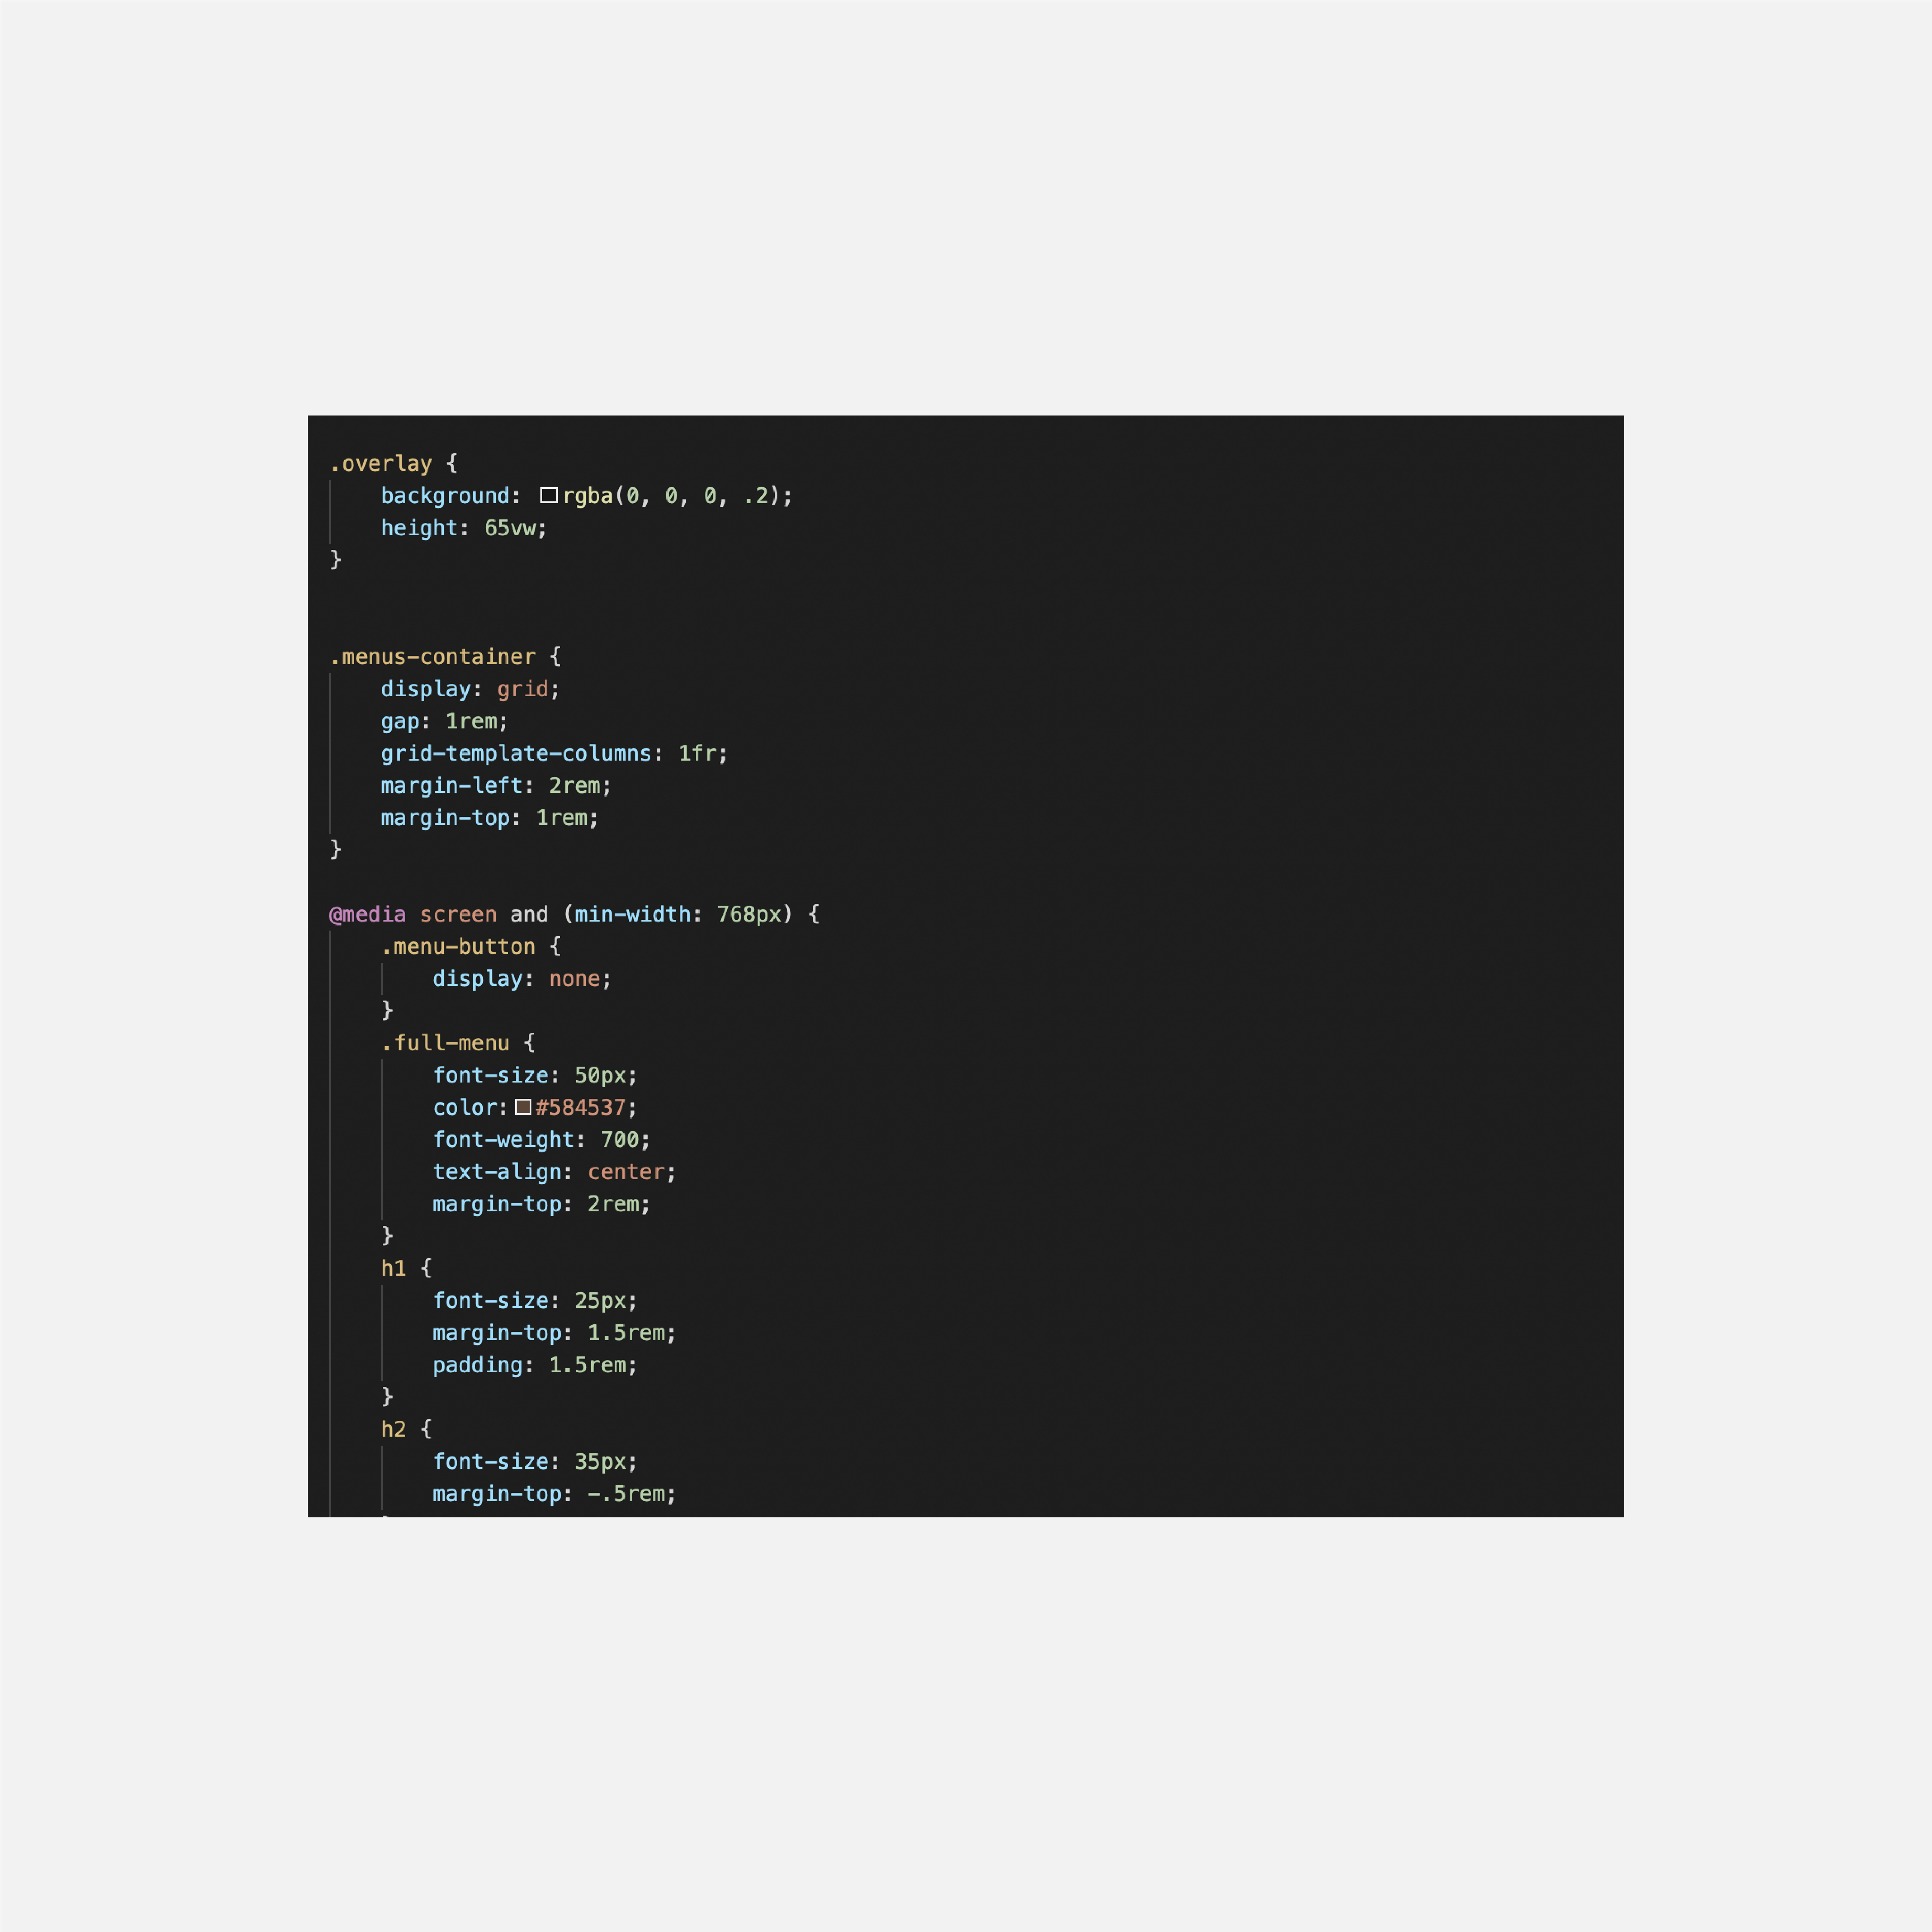 .overlay {
    background: rgba(0, 0, 0, .2);
    height: 65vw;
}
.menus-container {
    display: grid;
    gap: 1rem;
    grid-template-columns: 1fr;
    margin-left: 2rem;
    margin-top: 1rem;
}
@media screen and (min-width: 768px) {
    .menu-button {
        display: none;
    }
    .full-menu {
        font-size: 50px;
        color: #584537;
        font-weight: 700;
        text-align: center;
        margin-top: 2rem;
    }
    h1 {
        font-size: 25px;
        margin-top: 1.5rem;
        padding: 1.5rem;
    }
    h2 {
        font-size: 35px;
        margin-top: -.5rem;